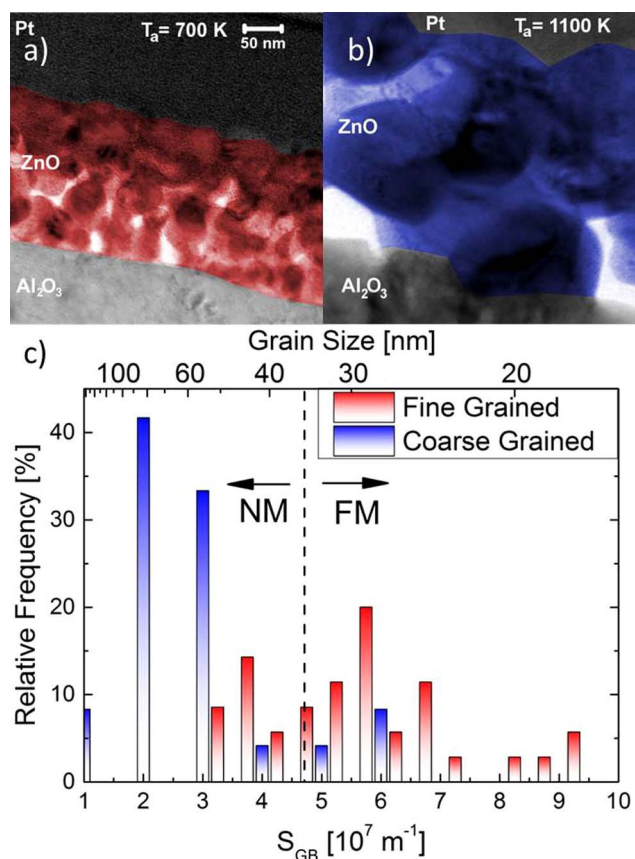 Pt
T_a= 700 K
a)
50 nm
ZnO
Al₂O₃
Pt
T_a= 1100 K
b)
ZnO
Al₂O₃
c)
Grain Size [nm]
100 60 40 28 20
Fine Grained
Coarse Grained
NM
FM
Relative Frequency [%]
40
30
20
10
0
1 2 3 4 5 6 7 8 9 10
S_GB [10⁷ m⁻¹]